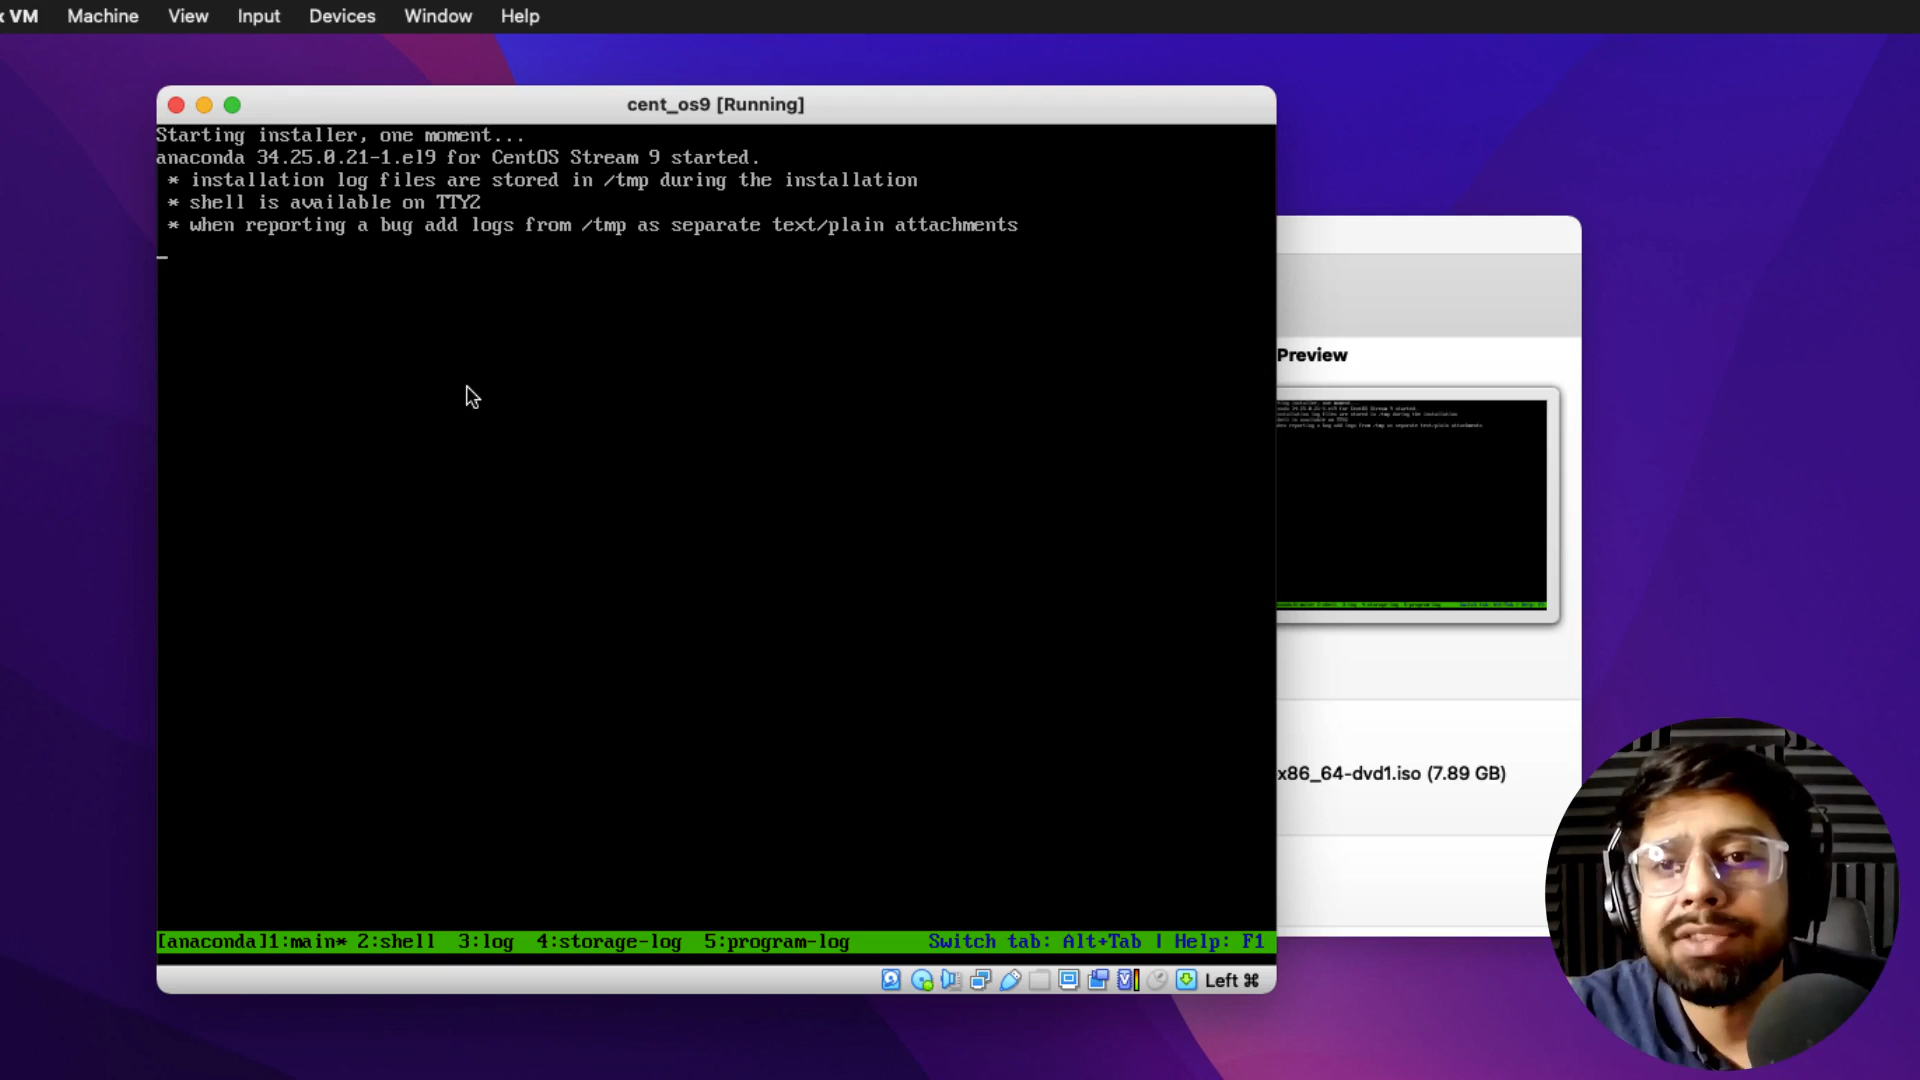 VM Machine View Input Devices Window Help
cent_os9 [Running]
Starting installer, one moment...
anaconda 34.25.0.21-1.el9 for CentOS Stream 9 started.
* installation log files are stored in /tmp during the installation
* shell is available on TTY2
* when reporting a bug add logs from /tmp as separate text/plain attachments
Preview
x86_64-dvd1.iso (7.89 GB)
[anaconda]1:main* 2:shell 3:log 4:storage-log 5:program-log Switch tab: Alt+Tab | Help: F1
Left ⌘